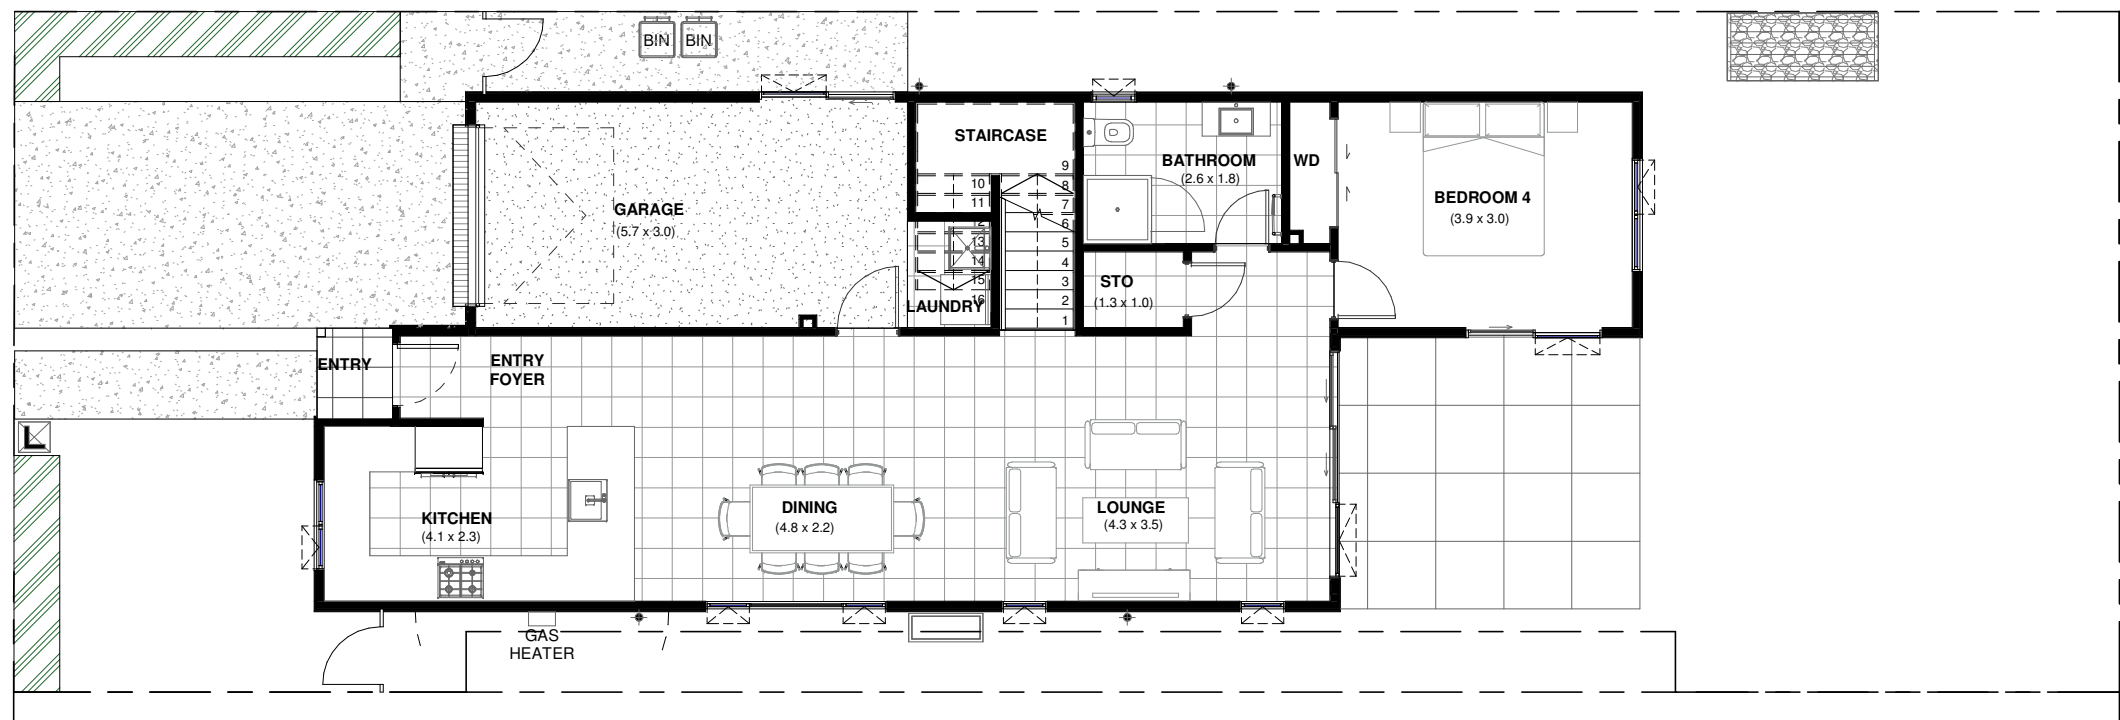 BIN BIN
STAIRCASE
BATHROOM
(2.6 x 1.8)
WD
BEDROOM 4
(3.9 x 3.0)
GARAGE
(5.7 x 3.0)
9
8
7
6
5
4
3
2
1
10
11
12
13
14
15
16
LAUNDRY
STO
(1.3 x 1.0)
ENTRY
ENTRY
FOYER
L
KITCHEN
(4.1 x 2.3)
DINING
(4.8 x 2.2)
LOUNGE
(4.3 x 3.5)
GAS
HEATER